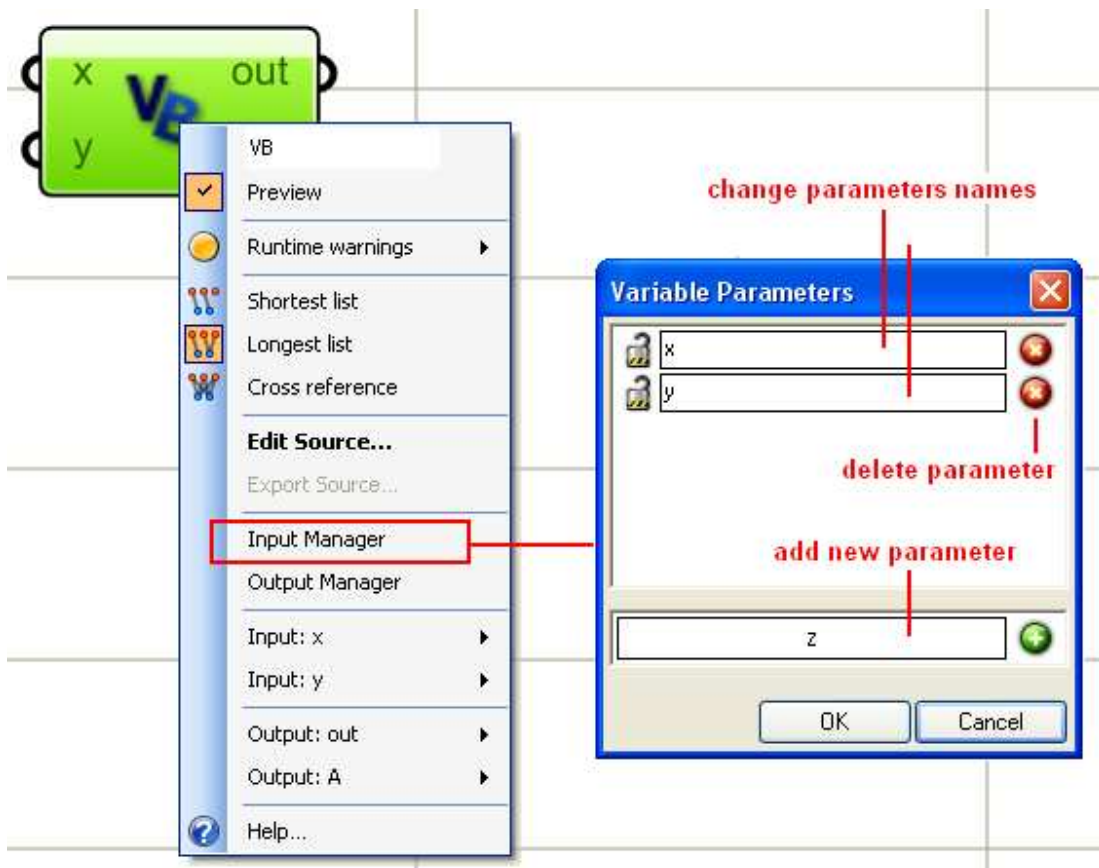 x out
VB
y
VB
Preview
Runtime warnings
Shortest list
Longest list
Cross reference
Edit Source...
Export Source...
Input Manager
Output Manager
Input: x
Input: y
Output: out
Output: A
Help...
change parameters names
Variable Parameters
x
y
delete parameter
add new parameter
z
OK Cancel